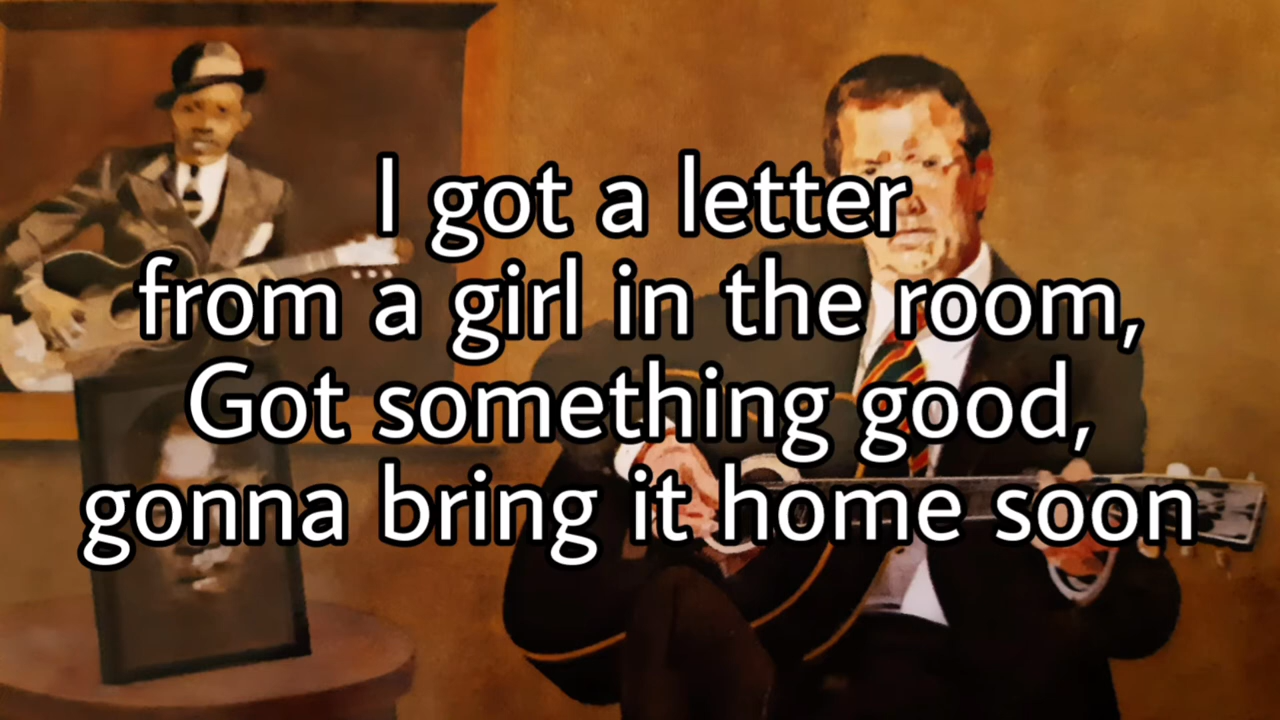 I got a letter
from a girl in the room,
Got something good,
gonna bring it home soon